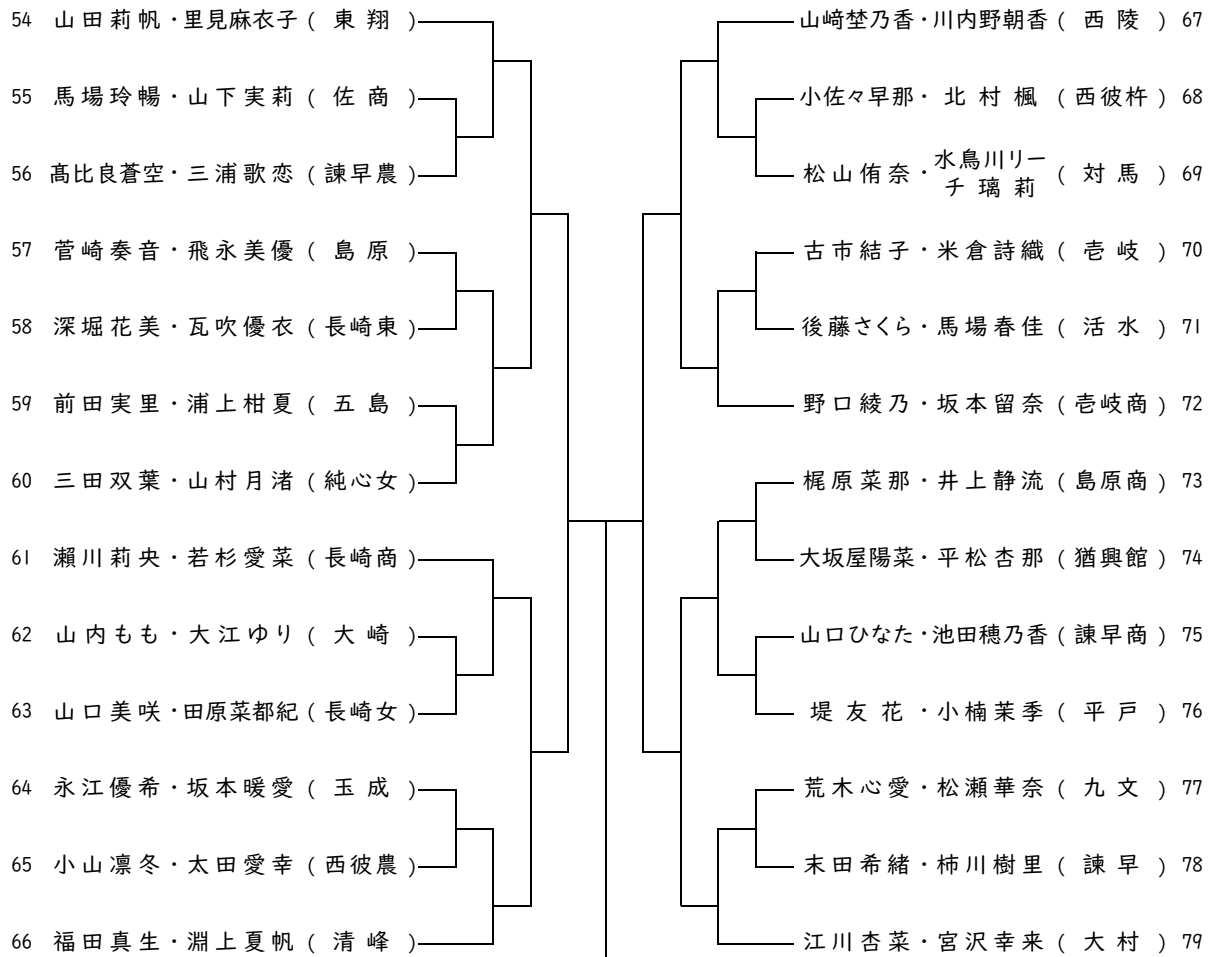 54 山田莉帆・里見麻衣子 ( 東翔 )
55 馬場玲暢・山下実莉 ( 佐商 )
56 髙比良蒼空・三浦歌恋 ( 諫早農 )
57 菅崎奏音・飛永美優 ( 島原 )
58 深堀花美・瓦吹優衣 ( 長崎東 )
59 前田実里・浦上柑夏 ( 五島 )
60 三田双葉・山村月渚 ( 純心女 )
61 瀬川莉央・若杉愛菜 ( 長崎商 )
62 山内もも・大江ゆり ( 大崎 )
63 山口美咲・田原菜都紀 ( 長崎女 )
64 永江優希・坂本暖愛 ( 玉成 )
65 小山凛冬・太田愛幸 ( 西彼農 )
66 福田真生・淵上夏帆 ( 清峰 )
山﨑埜乃香・川内野朝香 ( 西陵 ) 67
小佐々早那・北村楓 ( 西彼杵 ) 68
松山侑奈・水鳥川リーチ璃莉 ( 対馬 ) 69
古市結子・米倉詩織 ( 壱岐 ) 70
後藤さくら・馬場春佳 ( 活水 ) 71
野口綾乃・坂本留奈 ( 壱岐商 ) 72
梶原菜那・井上静流 ( 島原商 ) 73
大坂屋陽菜・平松杏那 ( 猶興館 ) 74
山口ひなた・池田穂乃香 ( 諫早商 ) 75
堤友花・小楠茉季 ( 平戸 ) 76
荒木心愛・松瀬華奈 ( 九文 ) 77
末田希緒・柿川樹里 ( 諫早 ) 78
江川杏菜・宮沢幸来 ( 大村 ) 79